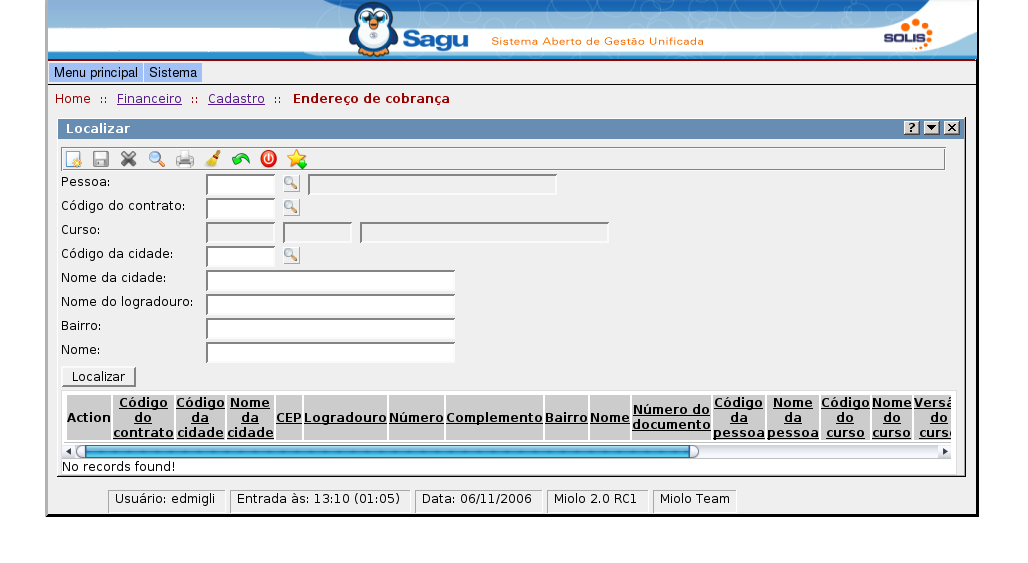 Sagu Sistema Aberto de Gestão Unificada SOLIS
Menu principal Sistema
Home :: Financeiro :: Cadastro :: Endereço de cobrança
Localizar ?
Pessoa:
Código do contrato:
Curso:
Código da cidade:
Nome da cidade:
Nome do logradouro:
Bairro:
Nome:
Localizar
Action Código do contrato Código da cidade Nome da cidade CEP Logradouro Número Complemento Bairro Nome Número do documento Código da pessoa Nome da pessoa Código do curso Nome do curso Versã do curs
No records found!
Usuário: edmigli Entrada às: 13:10 (01:05) Data: 06/11/2006 Miolo 2.0 RC1 Miolo Team